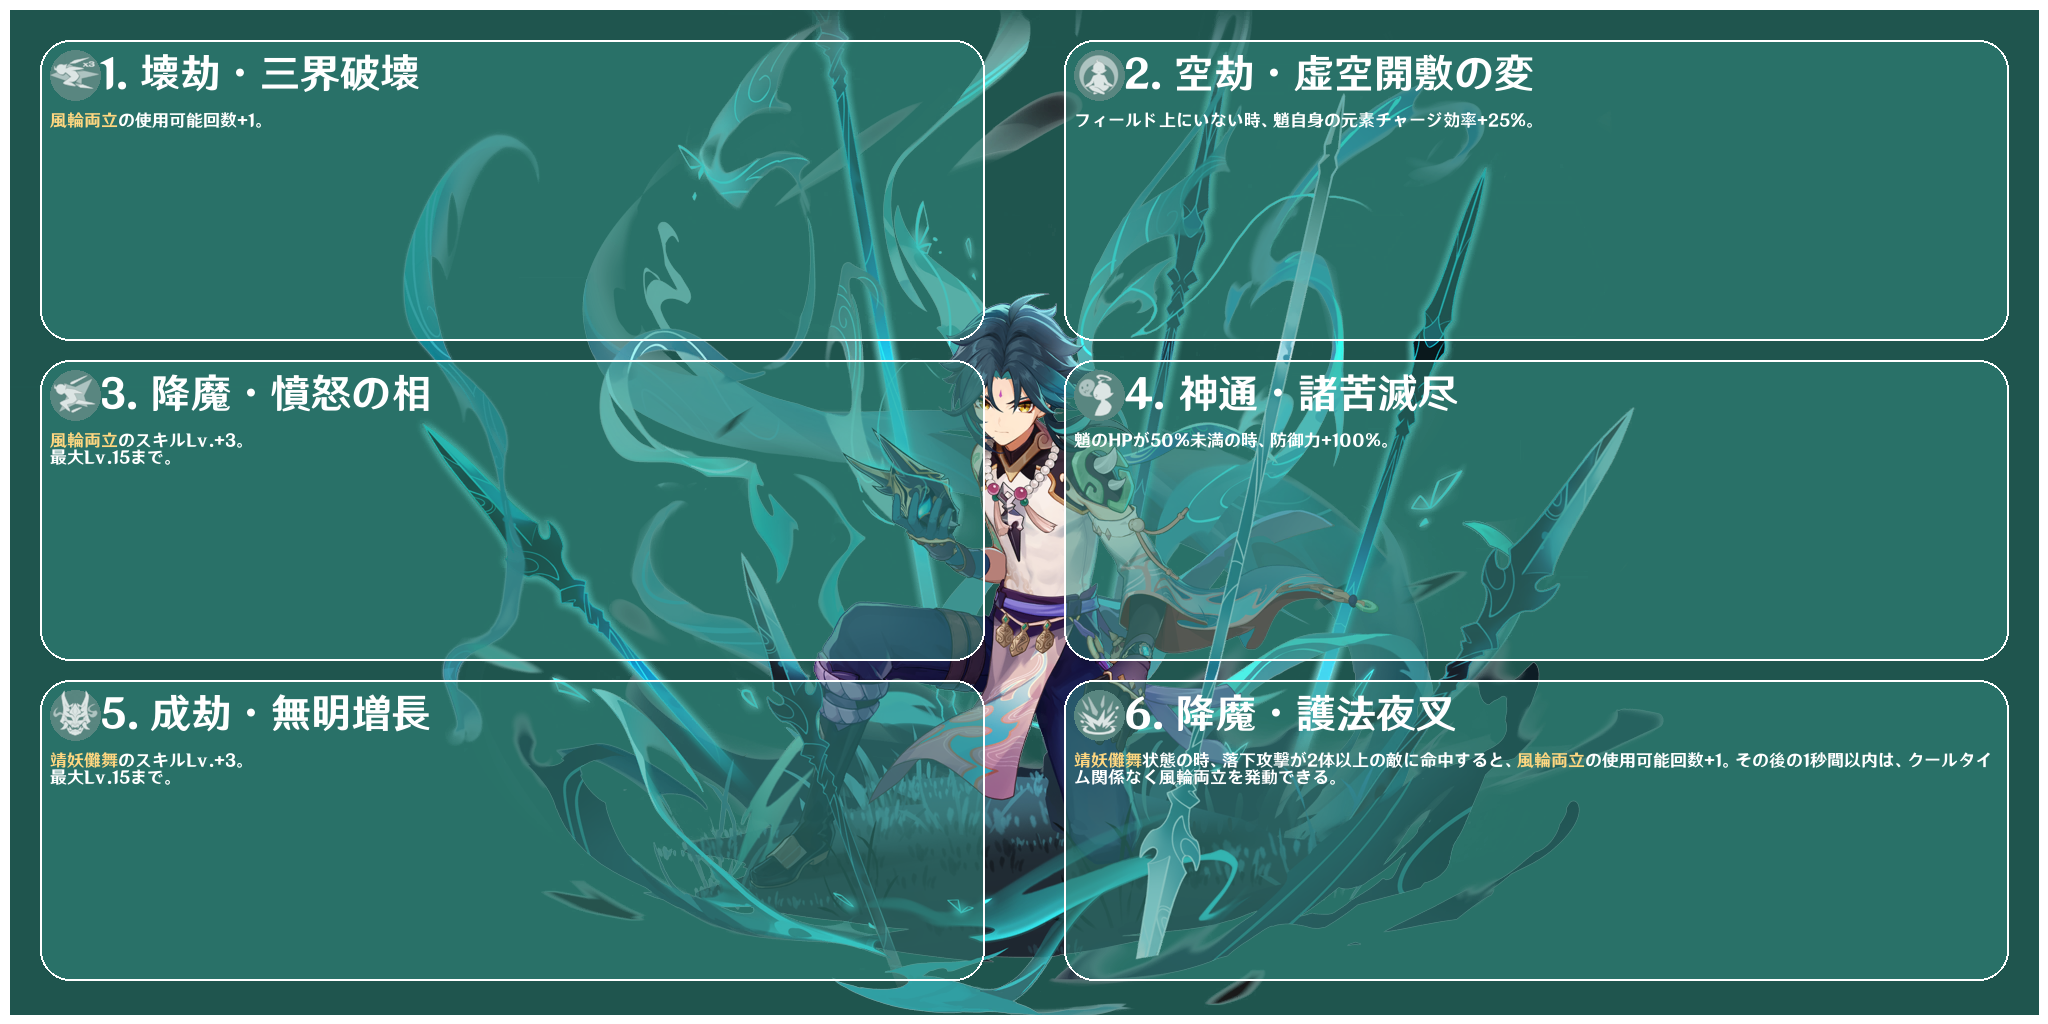 1. 壊劫・三界破壊
風輪両立の使用可能回数+1。
2. 空劫・虚空開敷の変
フィールド上にいない時、魈自身の元素チャージ効率+25%。
3. 降魔・憤怒の相
風輪両立のスキルLv.+3。
最大Lv.15まで。
4. 神通・諸苦滅尽
魈のHPが50%未満の時、防御力+100%。
5. 成劫・無明増長
靖妖儺舞のスキルLv.+3。
最大Lv.15まで。
6. 降魔・護法夜叉
靖妖儺舞状態の時、落下攻撃が2体以上の敵に命中すると、風輪両立の使用可能回数+1。その後の1秒間以内は、クールタイ
ム関係なく風輪両立を発動できる。